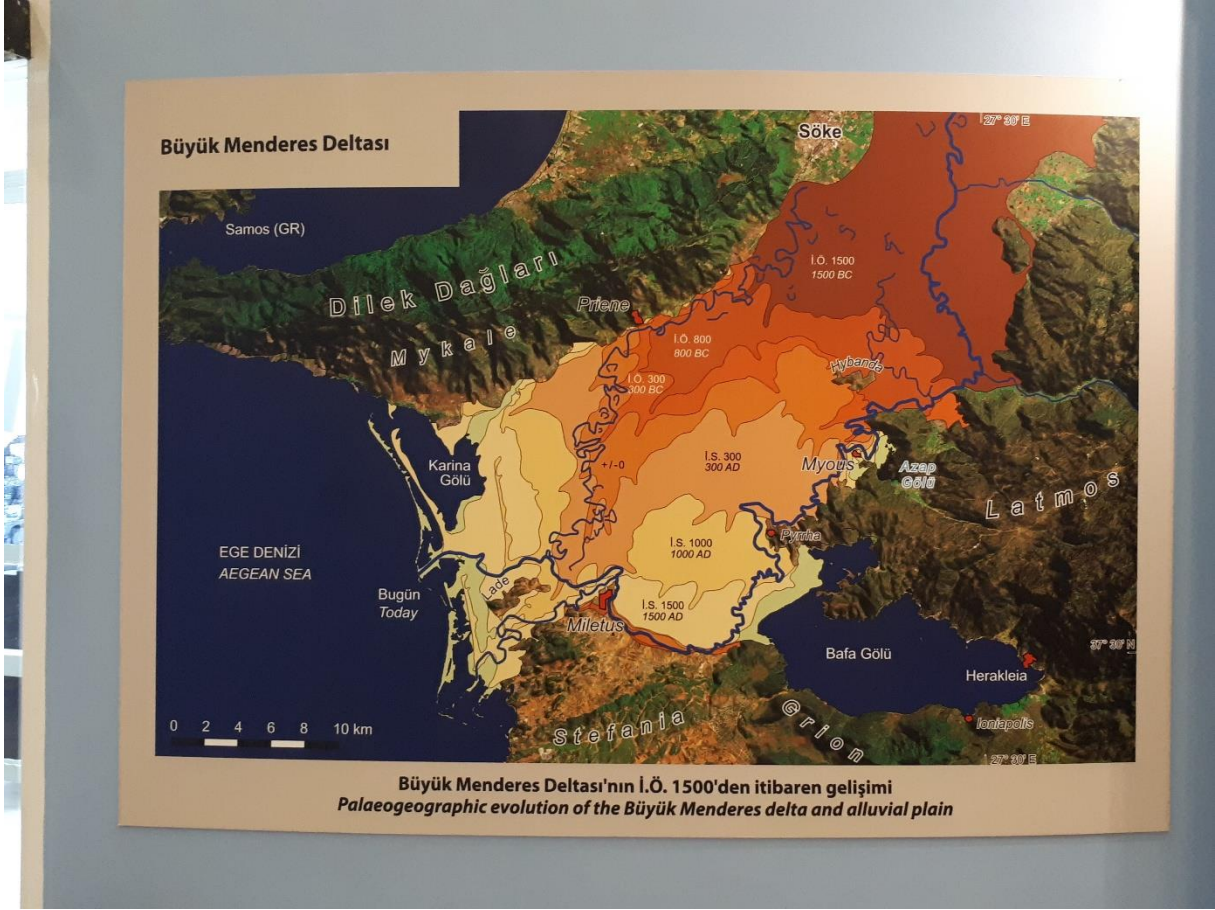 Büyük Menderes Deltası
Söke
27° 30' E
Samos (GR)
Dilek Dağları
Mykale
Priene
İ.Ö. 1500
1500 BC
İ.Ö. 800
800 BC
İ.Ö. 300
300 BC
Hybanda
Karina
Gölü
+/-0
İ.S. 300
300 AD
Myous
Azap
Gölü
Latmos
İ.S. 1000
1000 AD
Pyrrha
EGE DENİZİ
AEGEAN SEA
Bugün
Today
Lade
Miletus
İ.S. 1500
1500 AD
Bafa Gölü
37° 30' N
Herakleia
Ioniapolis
Stefania
Grion
0 2 4 6 8 10 km
27° 30' E
Büyük Menderes Deltası'nın İ.Ö. 1500'den itibaren gelişimi
Palaeogeographic evolution of the Büyük Menderes delta and alluvial plain